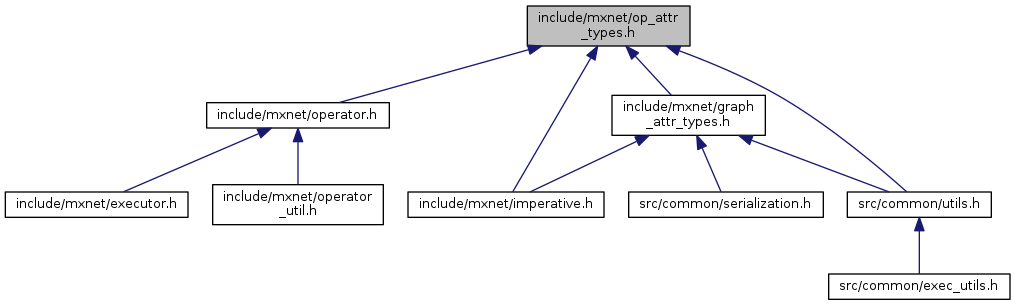 include/mxnet/op_attr
_types.h
include/mxnet/operator.h
include/mxnet/graph
_attr_types.h
include/mxnet/executor.h
include/mxnet/operator
_util.h
include/mxnet/imperative.h
src/common/serialization.h
src/common/utils.h
src/common/exec_utils.h